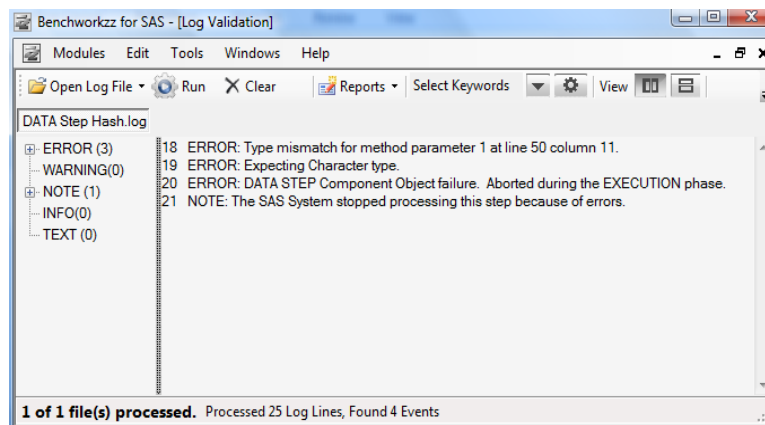 Benchworkzz for SAS - [Log Validation]
Modules Edit Tools Windows Help
Open Log File Run Clear Reports Select Keywords View
DATA Step Hash.log
ERROR (3)
WARNING(0)
NOTE (1)
INFO(0)
TEXT (0)
18 ERROR: Type mismatch for method parameter 1 at line 50 column 11.
19 ERROR: Expecting Character type.
20 ERROR: DATA STEP Component Object failure. Aborted during the EXECUTION phase.
21 NOTE: The SAS System stopped processing this step because of errors.
1 of 1 file(s) processed. Processed 25 Log Lines, Found 4 Events